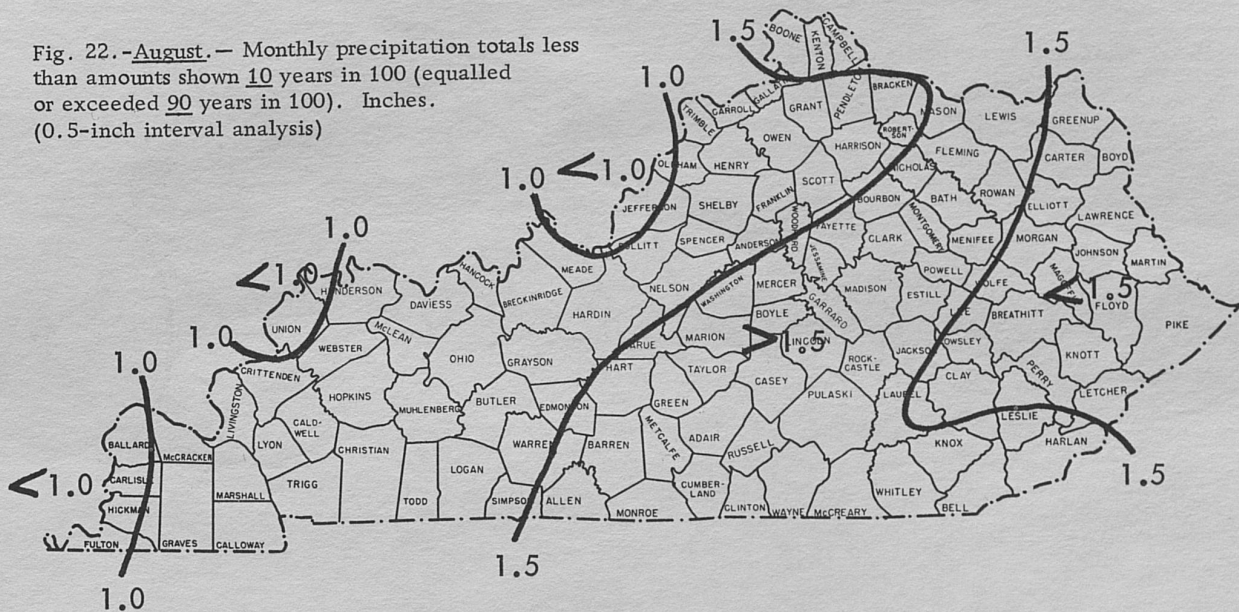 Fig. 22.-August.— Monthly precipitation totals less
than amounts shown 10 years in 100 (equalled
or exceeded 90 years in 100). Inches.
(0.5-inch interval analysis)
1.5
1.5
1.0
1.0
<1.0
1.0
<1.0
1.0
1.0
<1.0
1.0
1.5
>1.5
<1.5
1.5
BOONE
KENTON
CAMPBELL
PENDLETON
BRACKEN
GRANT
CARROLL
TRIMBLE
OWEN
ROBERT-
SON
MASON
LEWIS
GREENUP
HARRISON
FLEMING
CARTER
BOYD
OLDHAM
HENRY
NICHOLAS
ROWAN
SCOTT
BATH
ELLIOTT
LAWRENCE
JEFFERSON
SHELBY
FRANKLIN
WOODFORD
BOURBON
FAYETTE
MONTGOMERY
CLARK
MENIFEE
MORGAN
JOHNSON
MARTIN
BULLITT
SPENCER
ANDERSON
JESSAMINE
POWELL
MAGOFFIN
FLOYD
PIKE
HANCOCK
MEADE
BRECKINRIDGE
NELSON
WASHINGTON
MERCER
GARRARD
MADISON
ESTILL
WOLFE
LEE
BREATHITT
HENDERSON
DAVIESS
HARDIN
BOYLE
UNION
WEBSTER
McLEAN
OHIO
GRAYSON
LARUE
MARION
LINCOLN
ROCK-
CASTLE
JACKSON
OWSLEY
KNOTT
CRITTENDEN
HART
TAYLOR
CASEY
PULASKI
LAUREL
CLAY
PERRY
LETCHER
LIVINGSTON
HOPKINS
MUHLENBERG
BUTLER
EDMONSON
GREEN
LESLIE
BALLARD
McCRACKEN
LYON
CALD-
WELL
CHRISTIAN
WARREN
BARREN
METCALFE
ADAIR
RUSSELL
KNOX
HARLAN
CARLISLE
MARSHALL
TRIGG
TODD
LOGAN
SIMPSON
ALLEN
MONROE
CUMBER-
LAND
CLINTON
WAYNE
McCREARY
WHITLEY
BELL
HICKMAN
FULTON
GRAVES
CALLOWAY